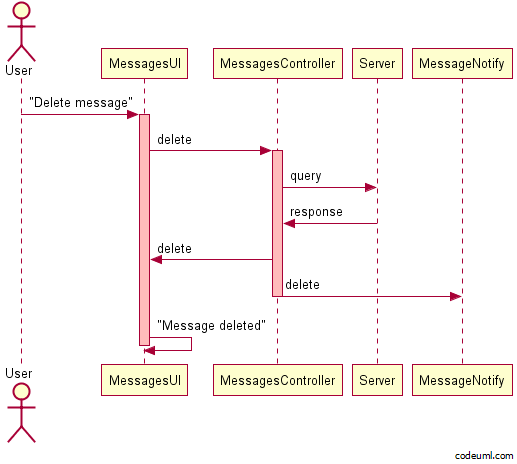 User
MessagesUI MessagesController Server MessageNotify
"Delete message"
delete
query
response
delete
delete
"Message deleted"
User
MessagesUI MessagesController Server MessageNotify
codeuml.com